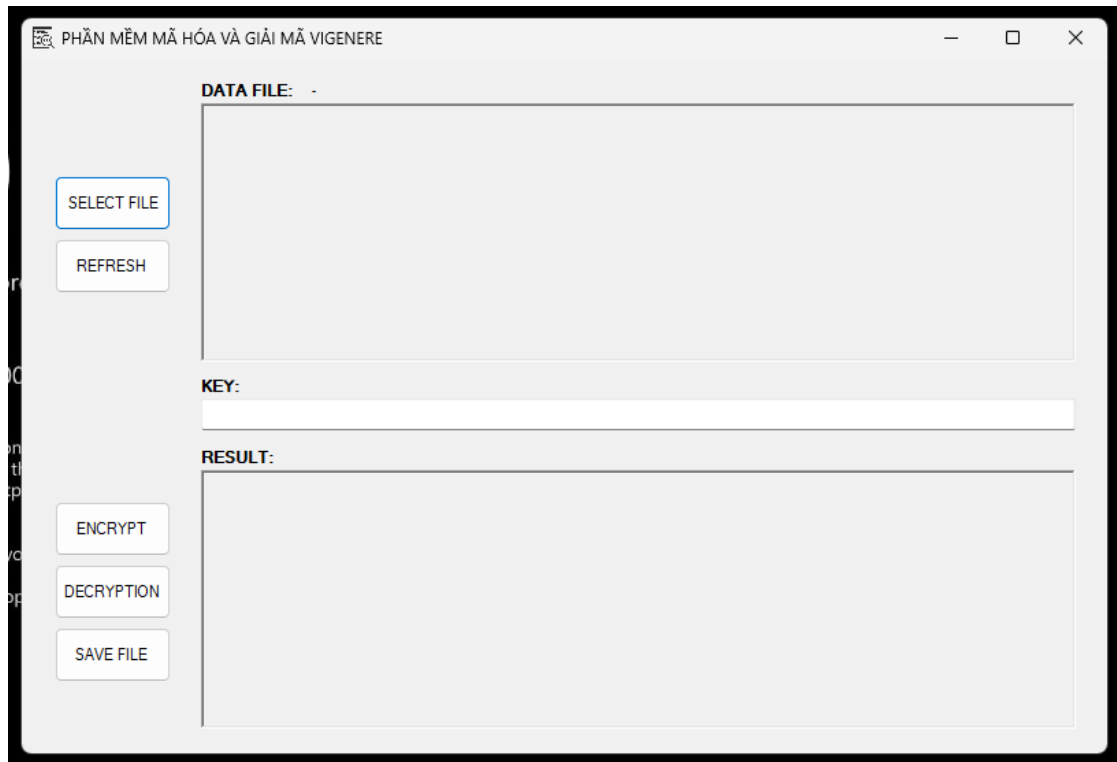 PHẦN MỀM MÃ HÓA VÀ GIẢI MÃ VIGENERE
DATA FILE: -
SELECT FILE
REFRESH
KEY:
RESULT:
ENCRYPT
DECRYPTION
SAVE FILE